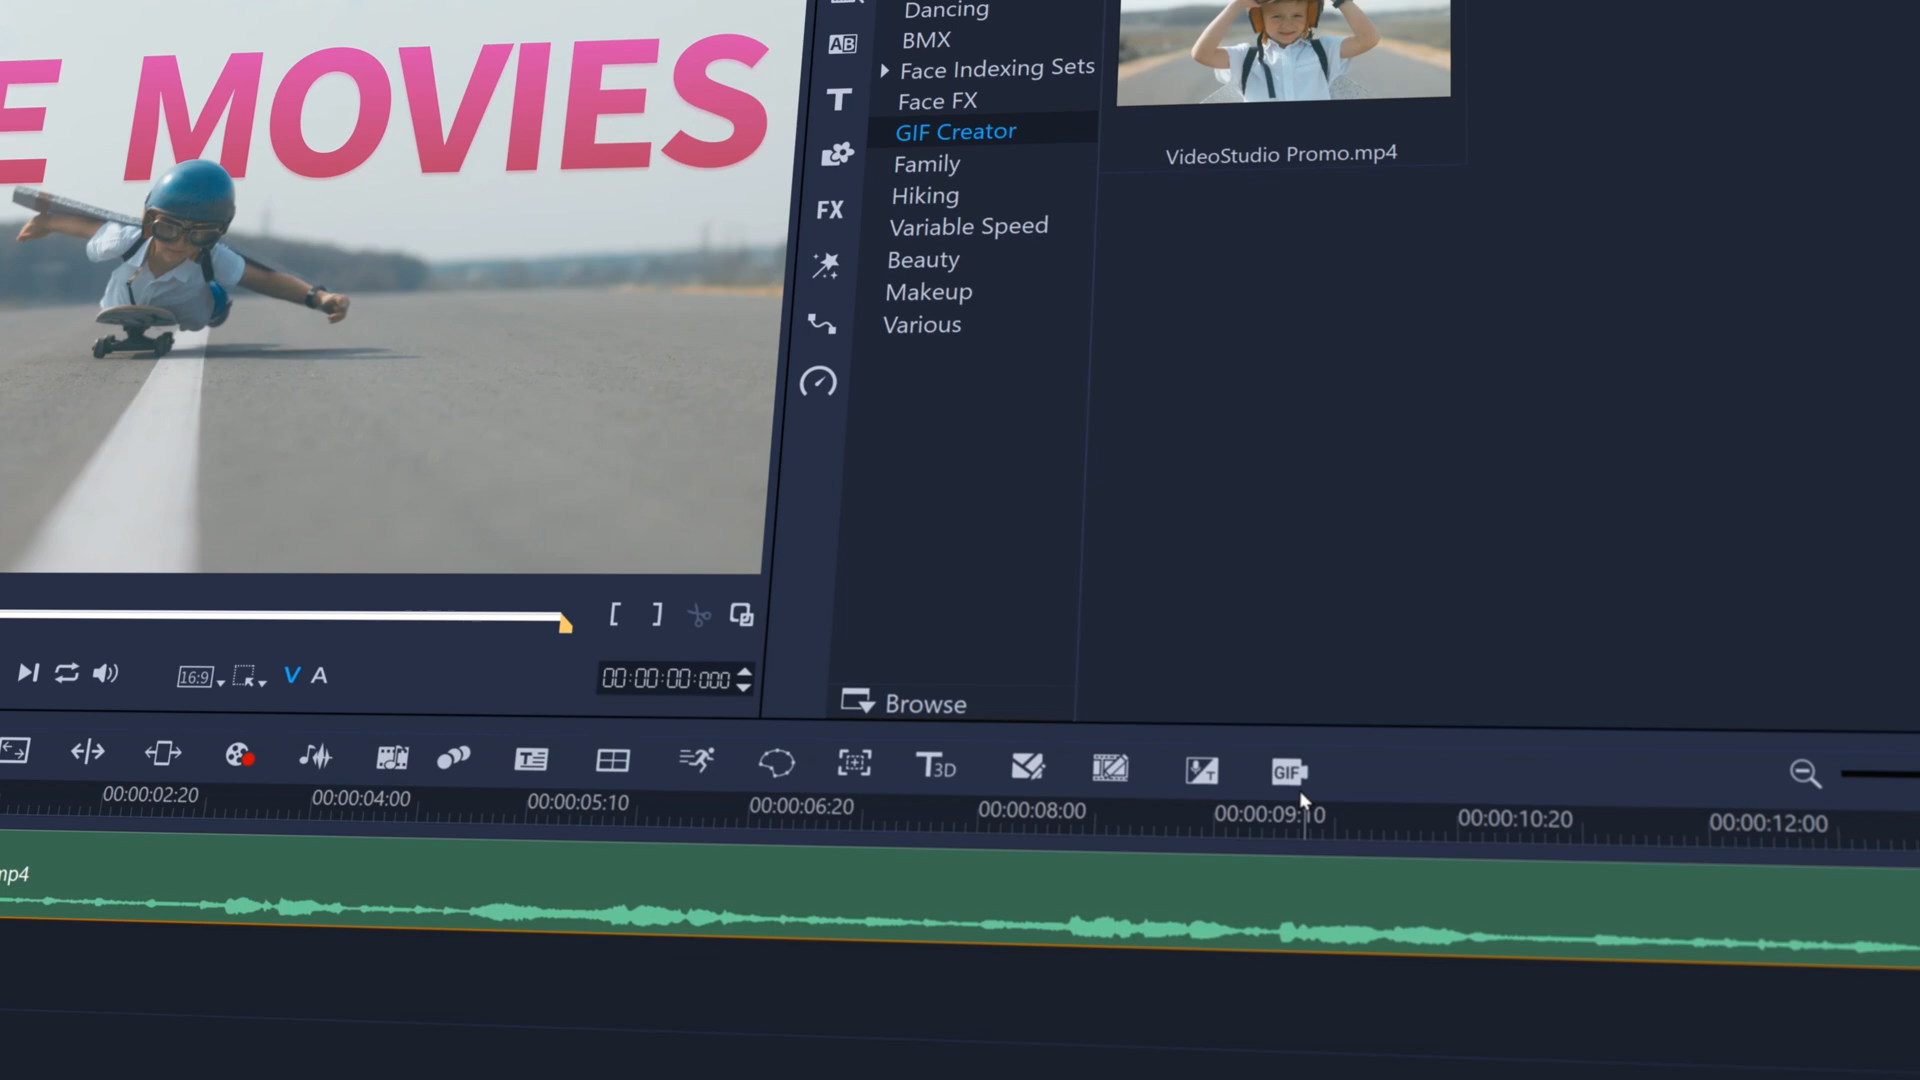 E MOVIES
Dancing
BMX
Face Indexing Sets
Face FX
GIF Creator
Family
Hiking
Variable Speed
Beauty
Makeup
Various
AB
T
FX
VideoStudio Promo.mp4
[ ]
16:9
V A
00:00:00:000
Browse
T
T3D
T
GIF
00:00:02:20 00:00:04:00 00:00:05:10 00:00:06:20 00:00:08:00 00:00:09:10 00:00:10:20 00:00:12:00
mp4